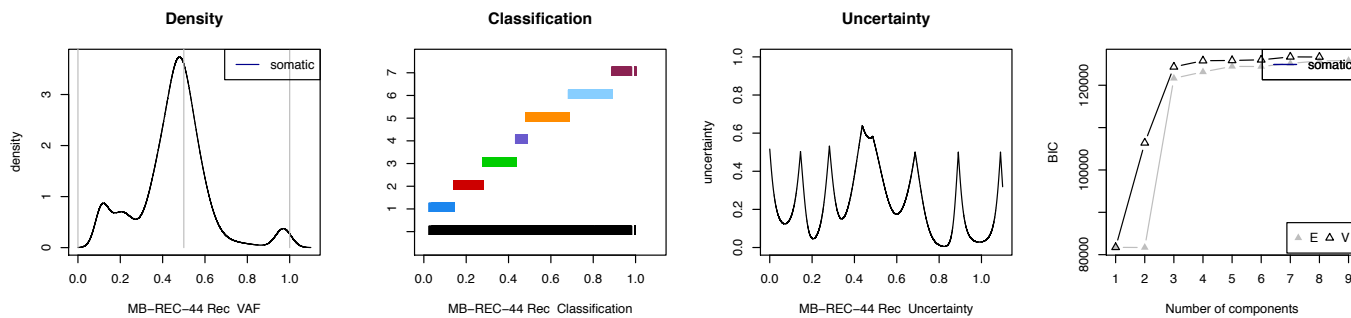 Density
density
0 1 2 3
0.0 0.2 0.4 0.6 0.8 1.0
somatic
MB−REC−44 Rec VAF
Classification
7
6
5
4
3
2
1
0.0 0.2 0.4 0.6 0.8 1.0
MB−REC−44 Rec Classification
Uncertainty
uncertainty
0.0 0.2 0.4 0.6 0.8 1.0
0.0 0.2 0.4 0.6 0.8 1.0
MB−REC−44 Rec Uncertainty
BIC
80000 100000 120000
somatic
E V
1 2 3 4 5 6 7 8 9
Number of components